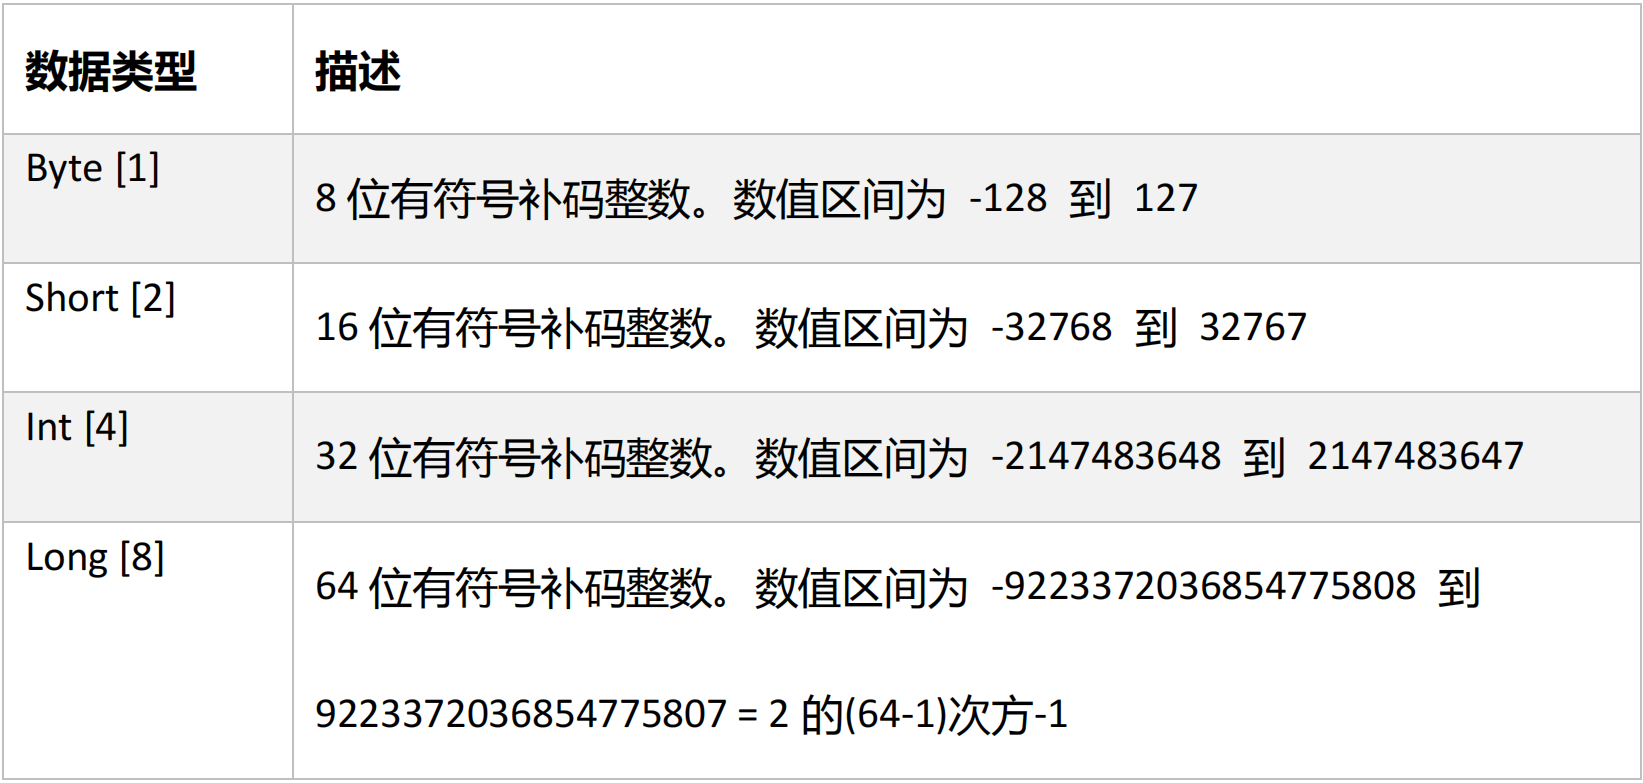 数据类型 描述
Byte [1]
8 位有符号补码整数。数值区间为 -128 到 127
Short [2]
16 位有符号补码整数。数值区间为 -32768 到 32767
Int [4]
32 位有符号补码整数。数值区间为 -2147483648 到 2147483647
Long [8]
64 位有符号补码整数。数值区间为 -9223372036854775808 到
9223372036854775807 = 2 的(64-1)次方-1